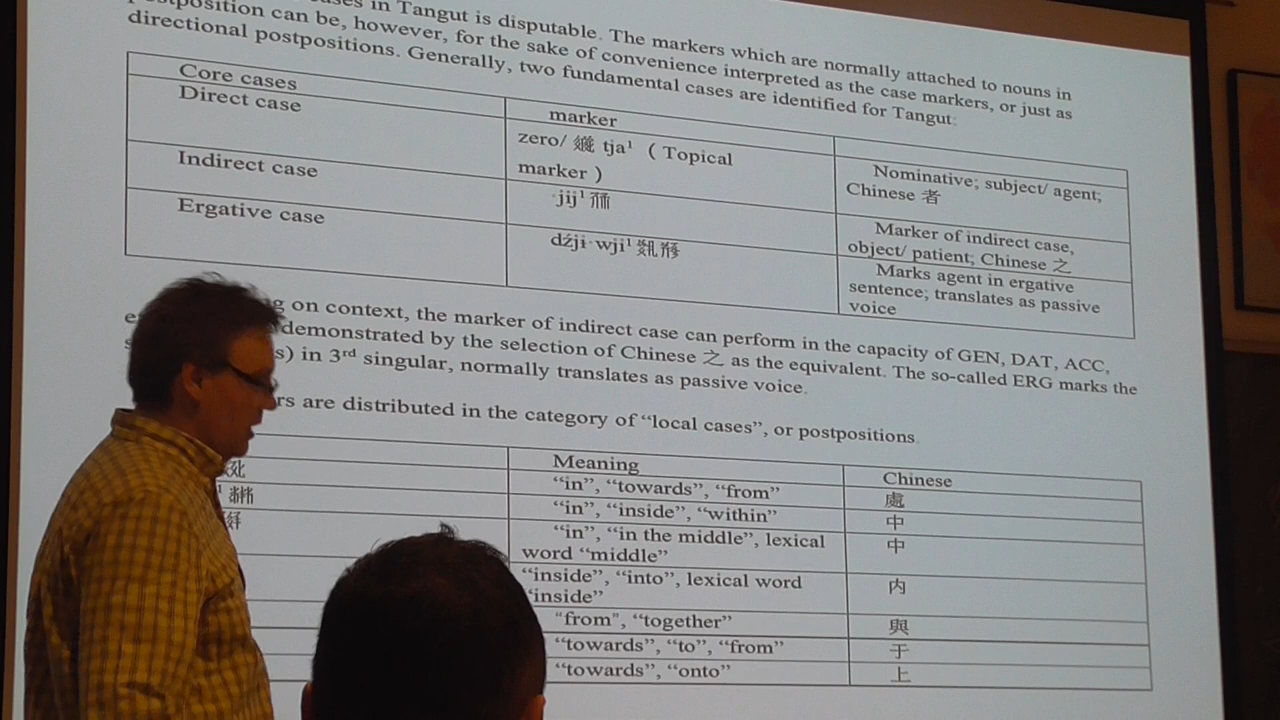 cases in Tangut is disputable. The markers which are normally attached to nouns in
postposition can be, however, for the sake of convenience interpreted as the case markers, or just as
directional postpositions. Generally, two fundamental cases are identified for Tangut:
Core cases
marker
Direct case
zero/ tja¹ ( Topical
marker )
Nominative; subject/ agent;
Chinese 者
Indirect case
·jij¹
Marker of indirect case,
object/ patient; Chinese 之
Ergative case
dźjɨ·wji¹
Marks agent in ergative
sentence; translates as passive
voice
on context, the marker of indirect case can perform in the capacity of GEN, DAT, ACC,
demonstrated by the selection of Chinese 之 as the equivalent. The so-called ERG marks the
in 3rd singular, normally translates as passive voice.
are distributed in the category of “local cases”, or postpositions.
Meaning
Chinese
“in”, “towards”, “from”
處
“in”, “inside”, “within”
中
“in”, “in the middle”, lexical
word “middle”
中
“inside”, “into”, lexical word
‘inside”
内
“from", “together”
與
“towards”, “to”, “from”
于
“towards”, “onto”
上